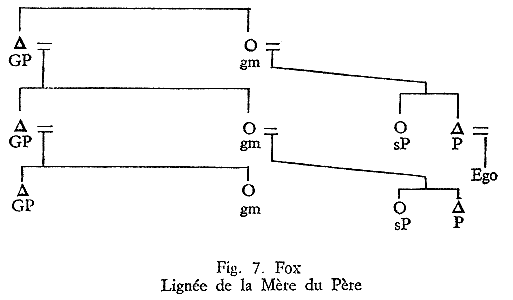 Δ = O =
GP gm
O Δ =
sP P
Δ = O =
GP gm
Ego
Δ O O Δ
GP gm sP P
Fig. 7. Fox
Lignée de la Mère du Père